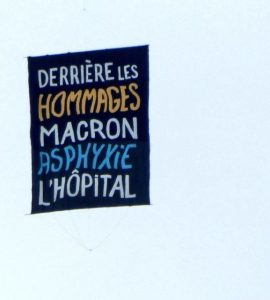 DERRIÈRE LES
HOMMAGES
MACRON
ASPHYXiE
L'HÔPITAL